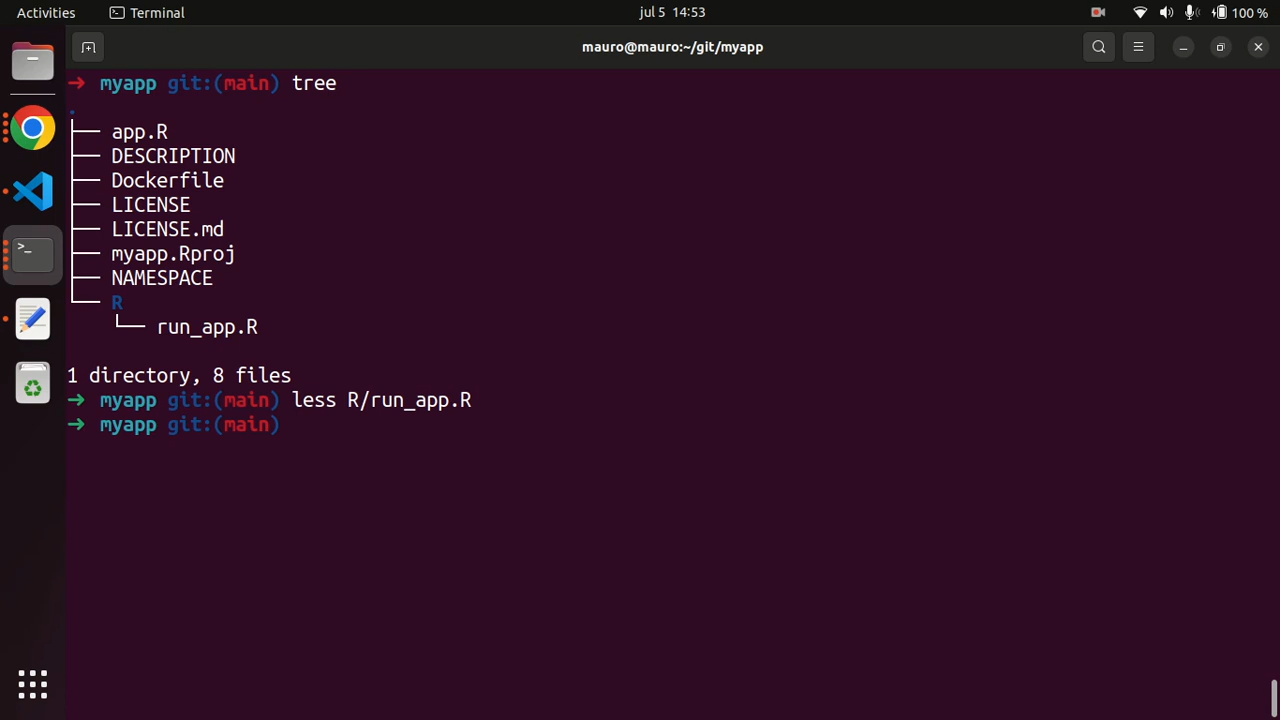 Activities Terminal jul 5 14:53 100 %
mauro@mauro:~/git/myapp
➜ myapp git:(main) tree
.
├── app.R
├── DESCRIPTION
├── Dockerfile
├── LICENSE
├── LICENSE.md
├── myapp.Rproj
├── NAMESPACE
└── R
    └── run_app.R
1 directory, 8 files
➜ myapp git:(main) less R/run_app.R
➜ myapp git:(main)